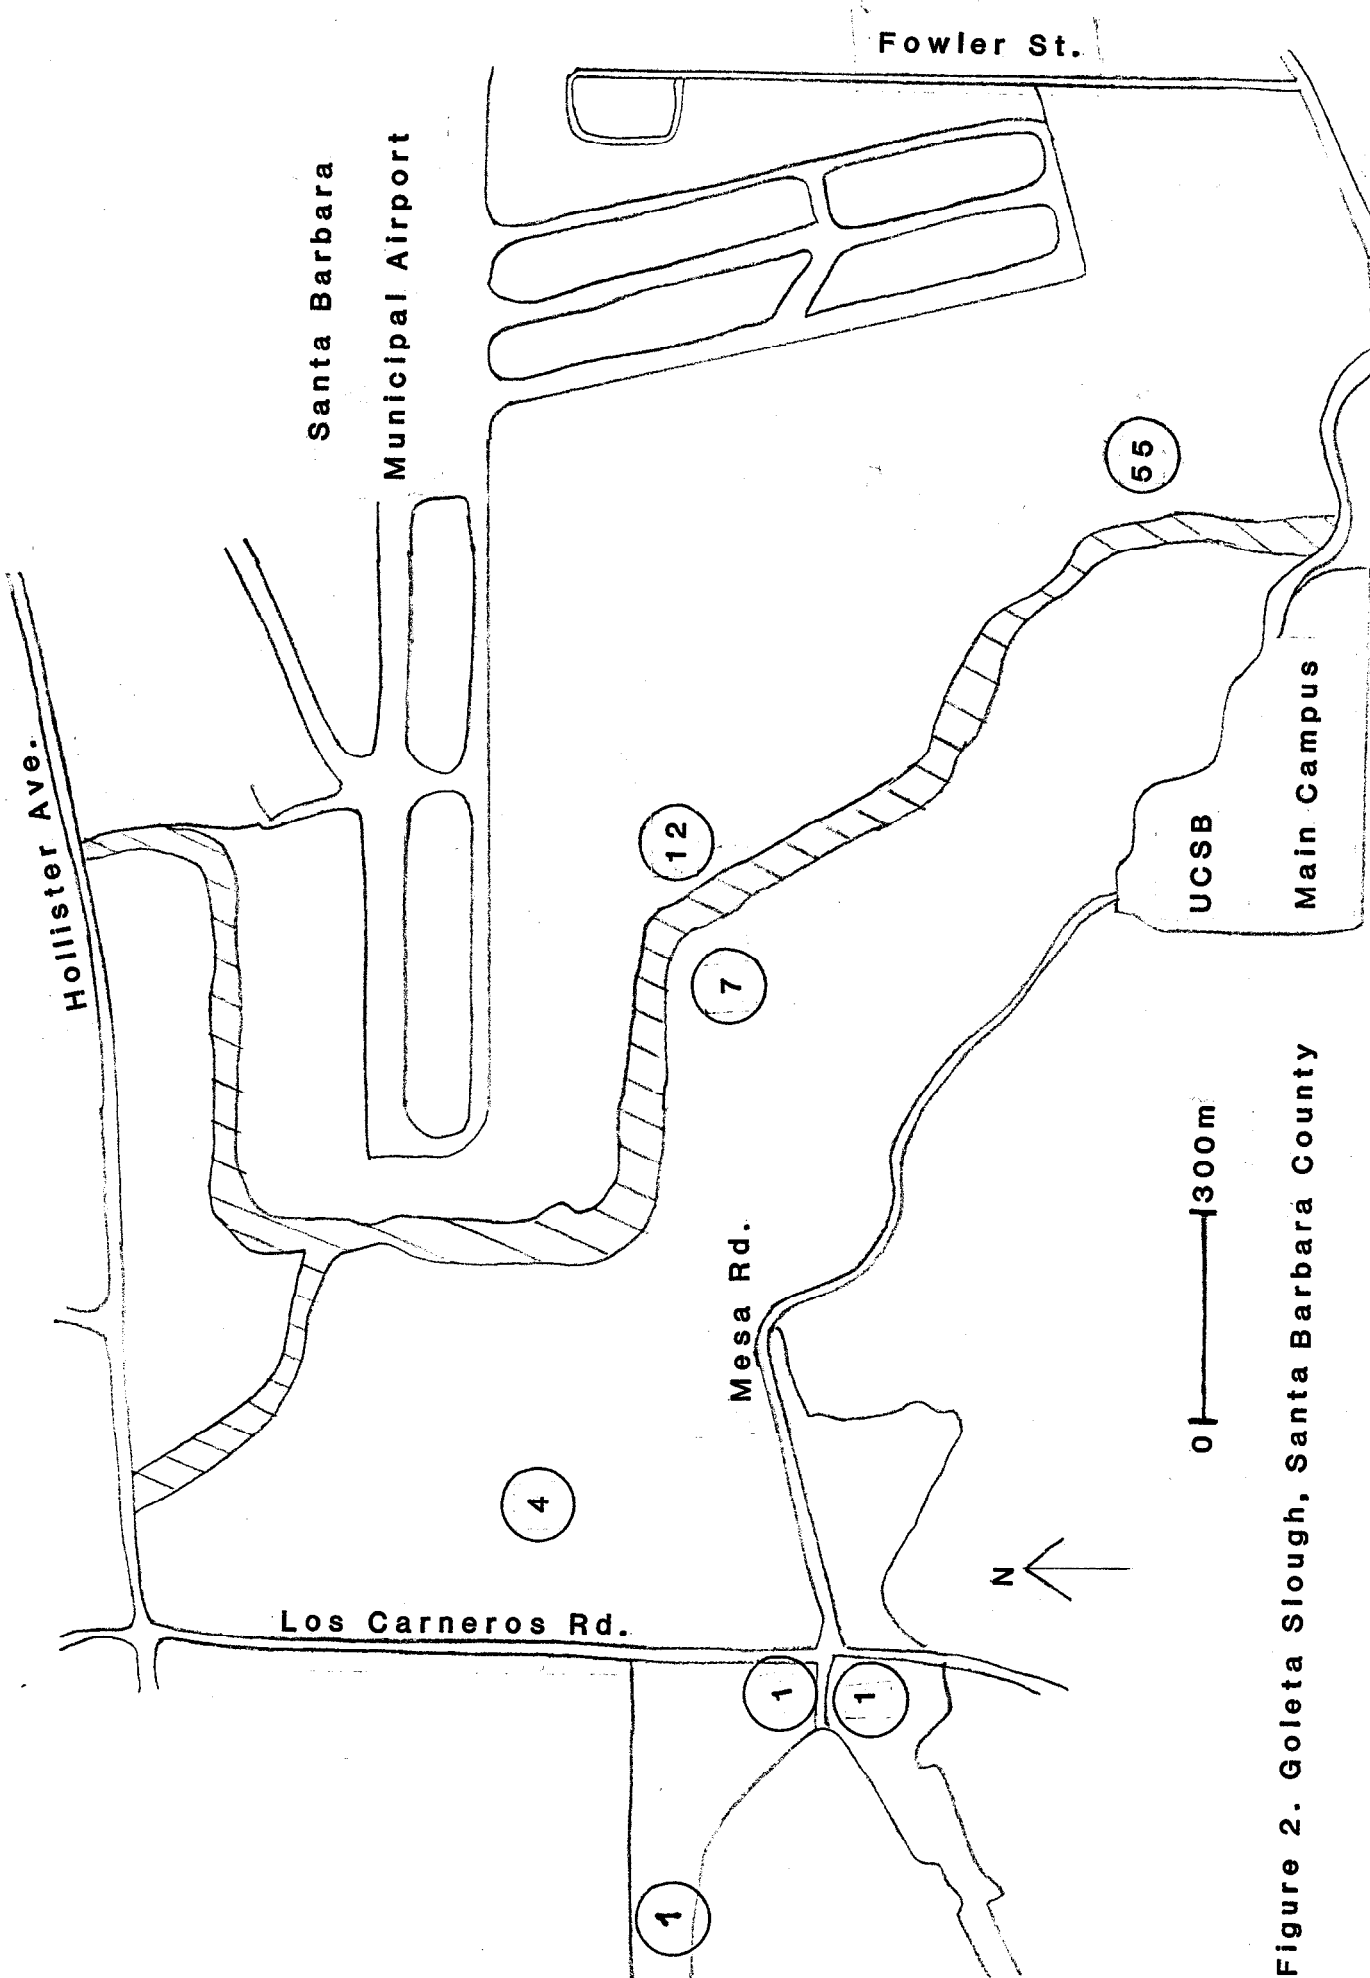 Fowler St.
Santa Barbara
Municipal Airport
Hollister Ave.
55
12
7
UCSB
Main Campus
Mesa Rd.
4
Los Carneros Rd.
1
1
1
N
0 300m
Figure 2. Goleta Slough, Santa Barbara County